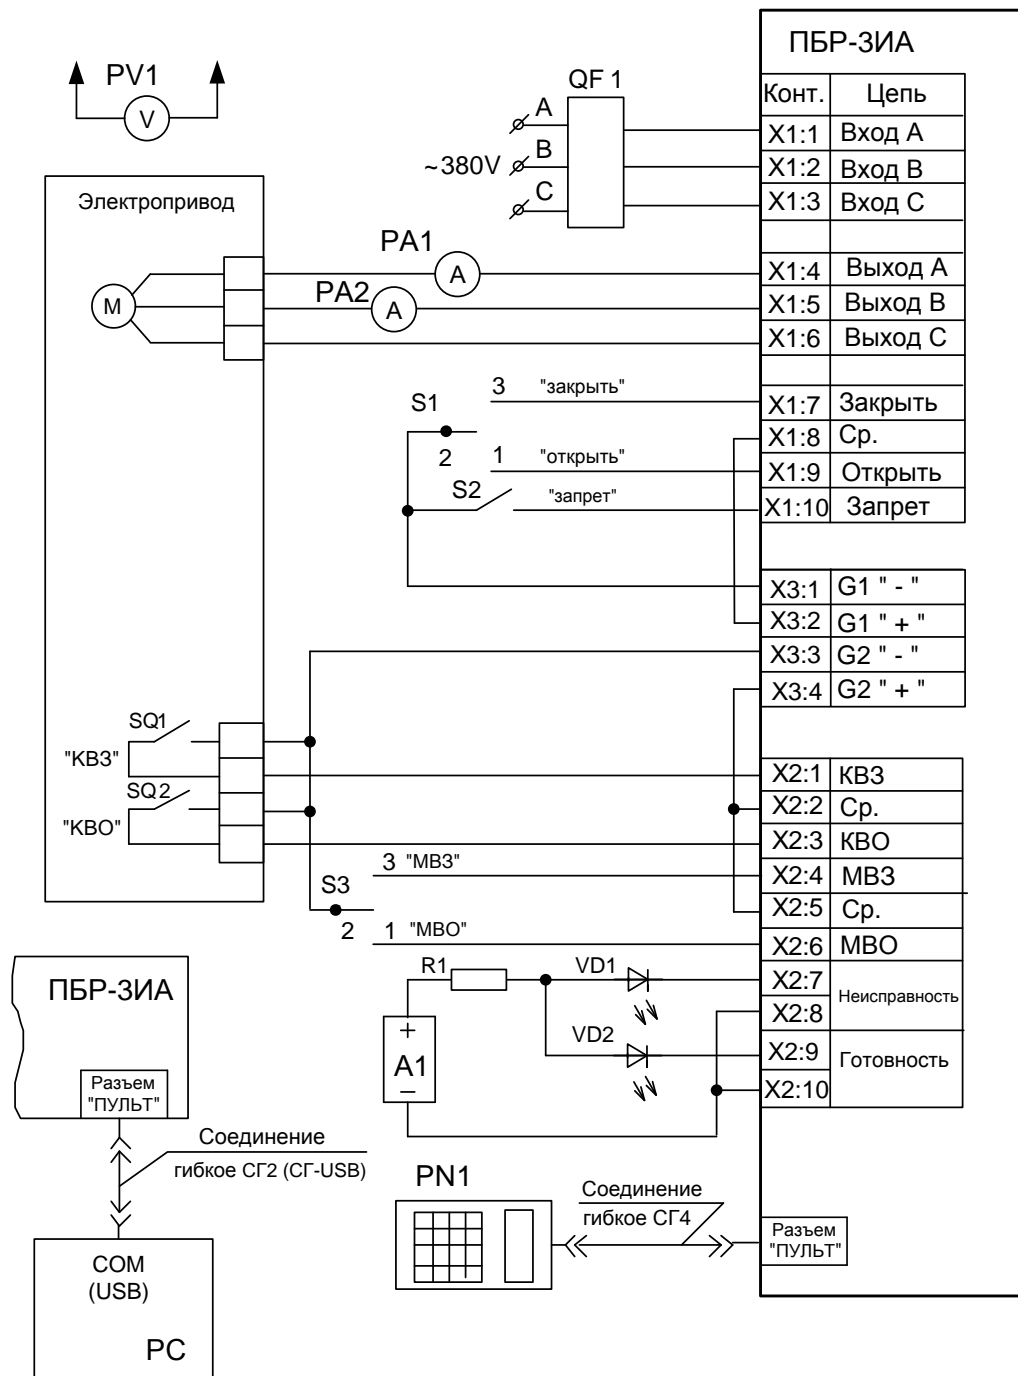 ПБР-3ИА
PV1
V
QF 1
A
~380V
B
C
Конт. Цепь
X1:1 Вход А
X1:2 Вход В
X1:3 Вход С
X1:4 Выход А
X1:5 Выход В
X1:6 Выход С
X1:7 Закрыть
X1:8 Ср.
X1:9 Открыть
X1:10 Запрет
X3:1 G1 " - "
X3:2 G1 " + "
X3:3 G2 " - "
X3:4 G2 " + "
X2:1 КВЗ
X2:2 Ср.
X2:3 КВО
X2:4 МВЗ
X2:5 Ср.
X2:6 МВО
X2:7
X2:8
Неисправность
X2:9
X2:10
Готовность
Разъем
"ПУЛЬТ"
Электропривод
M
PA1
A
PA2
A
S1
3 "закрыть"
2
1 "открыть"
S2 "запрет"
SQ1
"КВЗ"
SQ 2
"КВО"
S3
3 "МВЗ"
2
1 "МВО"
R1
VD1
VD2
+
A1
–
ПБР-3ИА
Разъем
"ПУЛЬТ"
Соединение
гибкое СГ2 (СГ-USB)
COM
(USB)
PC
PN1
Соединение
гибкое СГ4